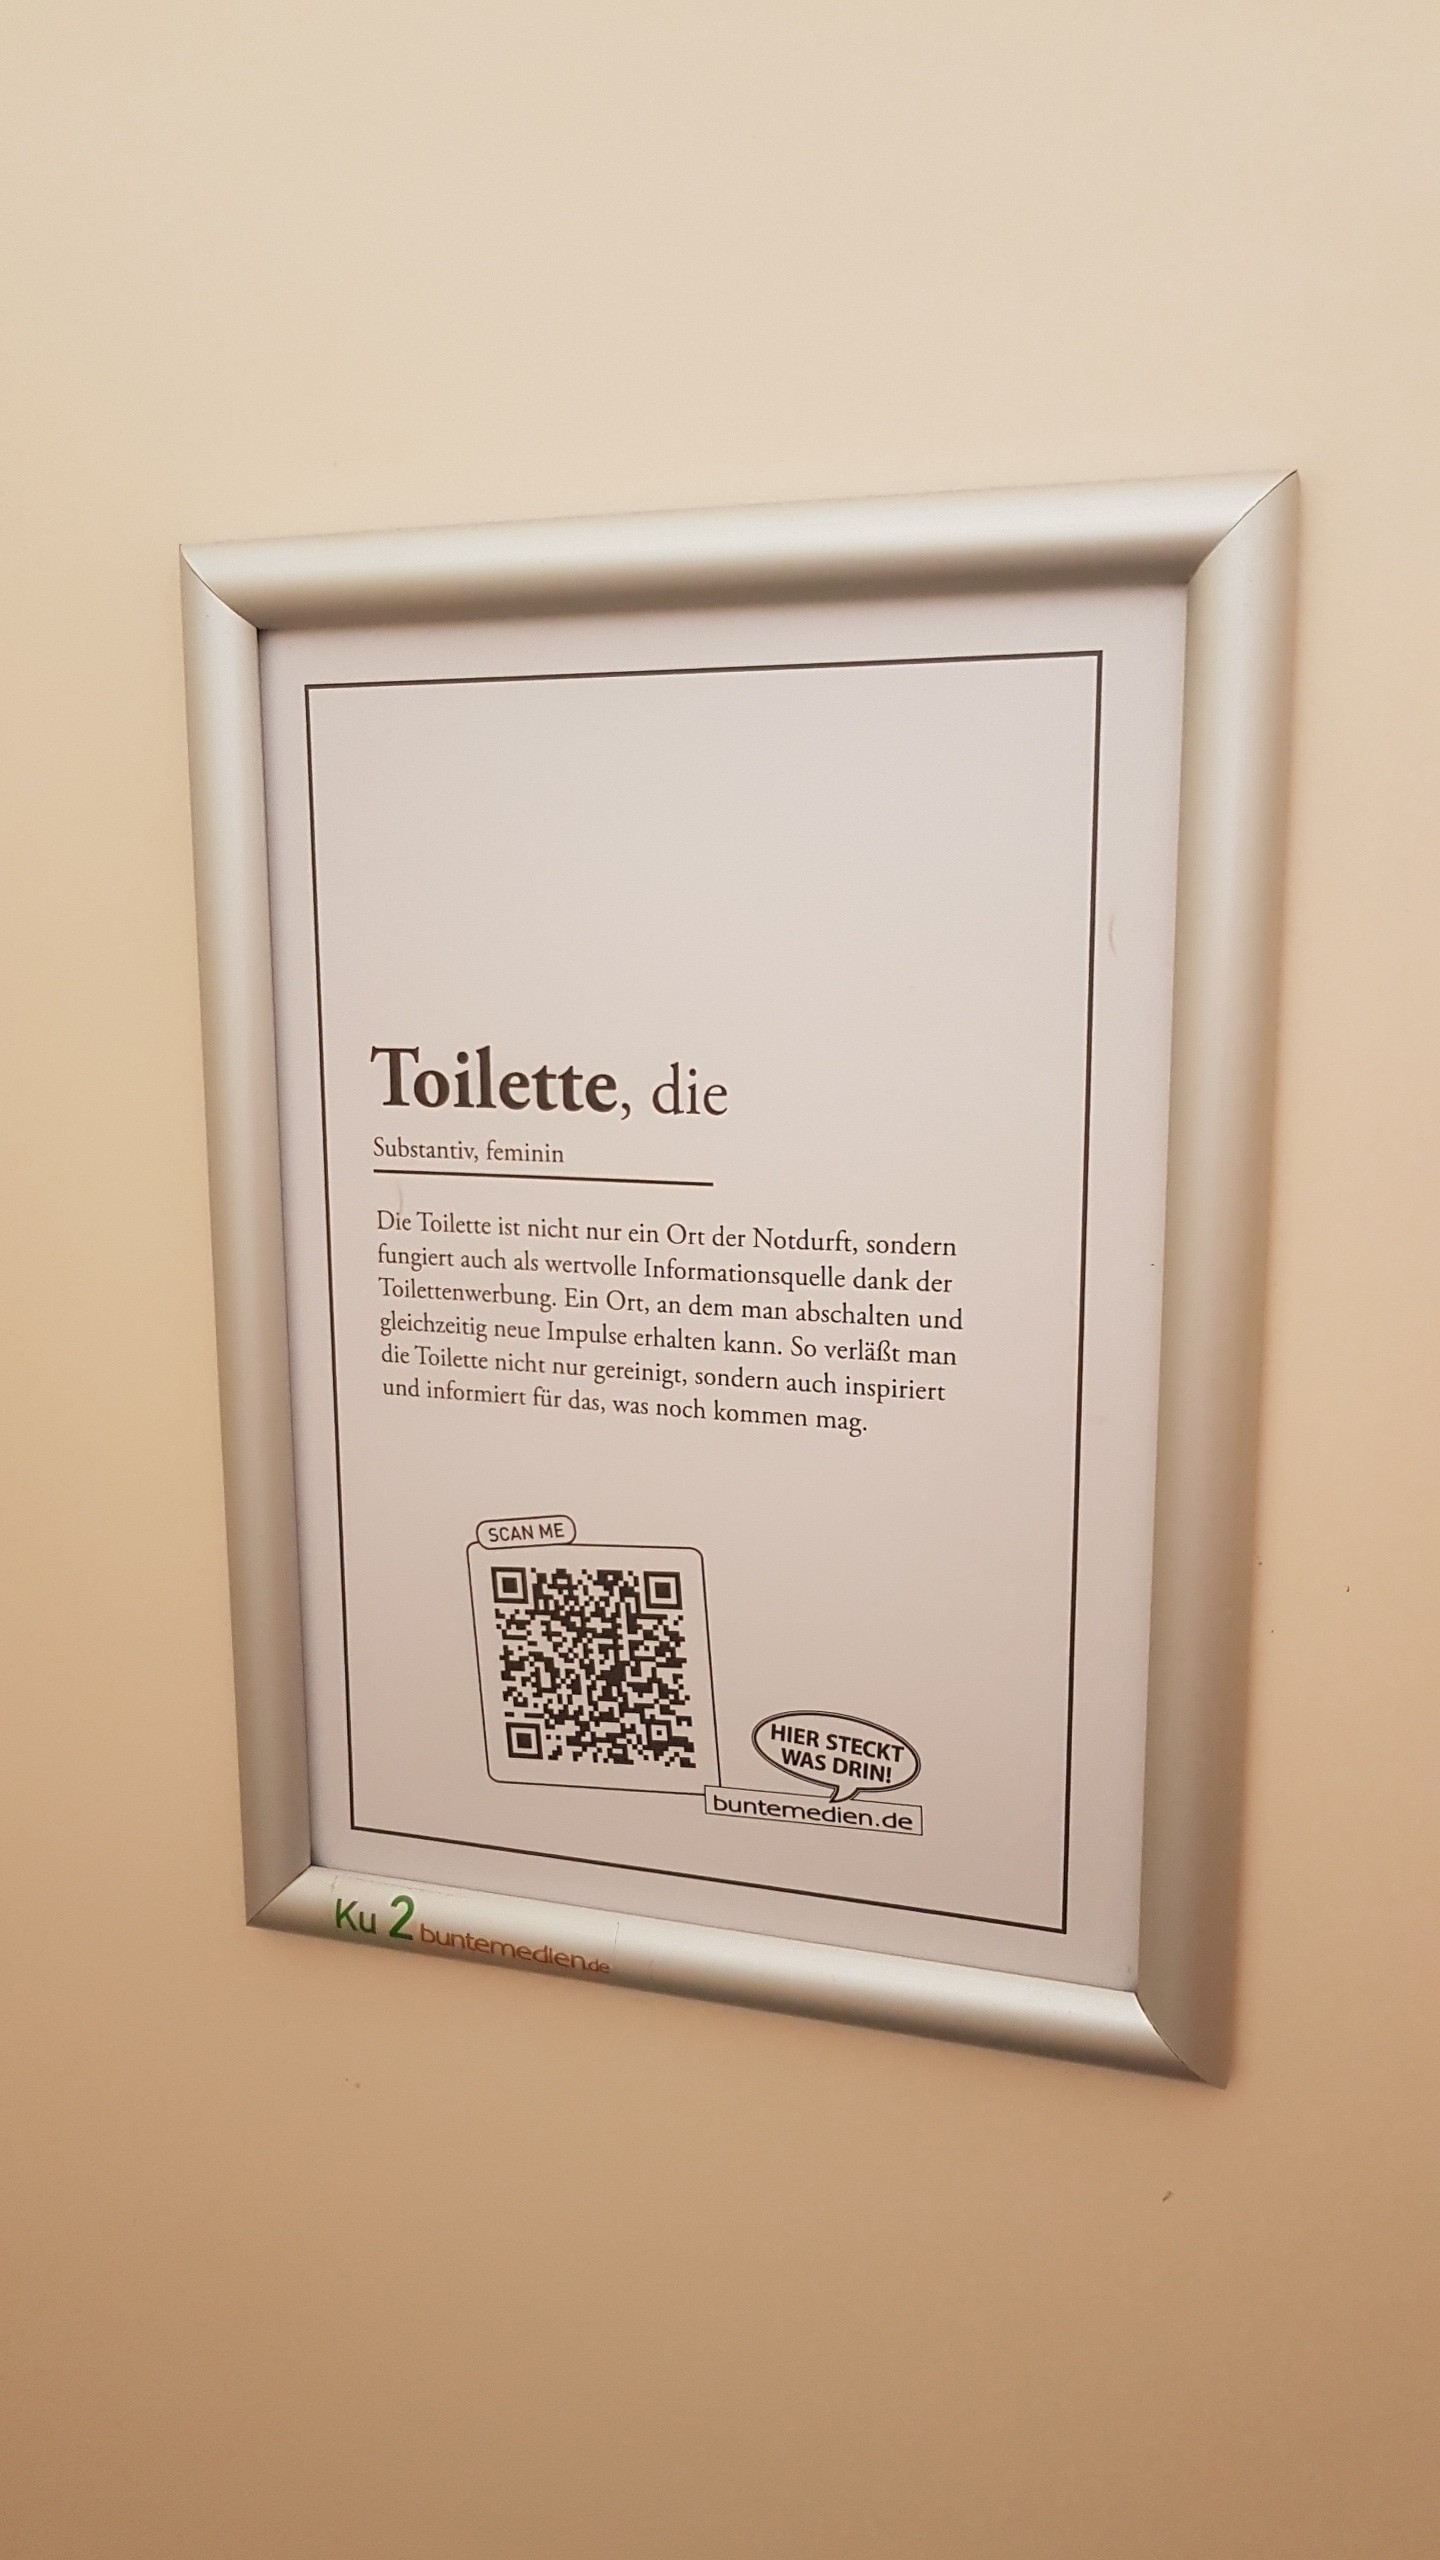 Toilette, die
Substantiv, feminin
Die Toilette ist nicht nur ein Ort der Notdurft, sondern
fungiert auch als wertvolle Informationsquelle dank der
Toilettenwerbung. Ein Ort, an dem man abschalten und
gleichzeitig neue Impulse erhalten kann. So verläßt man
die Toilette nicht nur gereinigt, sondern auch inspiriert
und informiert für das, was noch kommen mag.
SCAN ME
HIER STECKT
WAS DRIN!
buntemedien.de
Ku 2 buntemedien.de